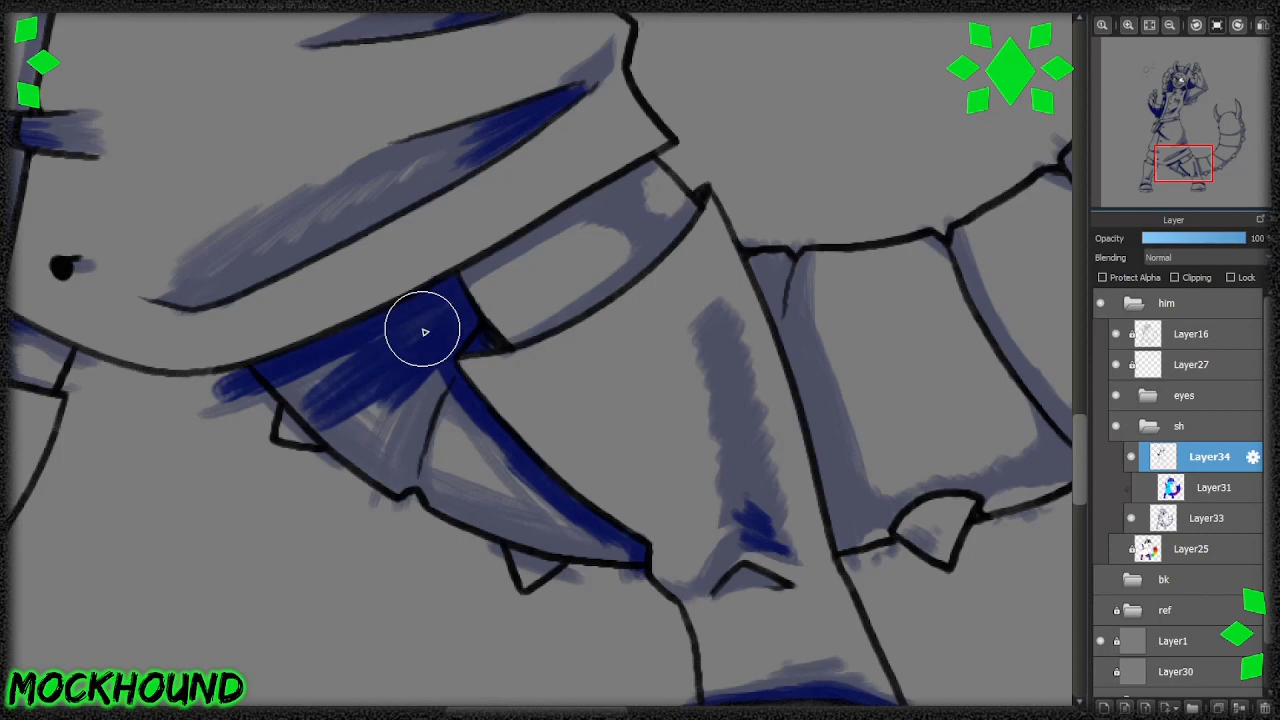 Layer
Opacity 100
Blending Normal
Protect Alpha Clipping Lock
him
Layer16
Layer27
eyes
sh
Layer34
Layer31
Layer33
Layer25
bk
ref
Layer1
Layer30
MOCKHOUND